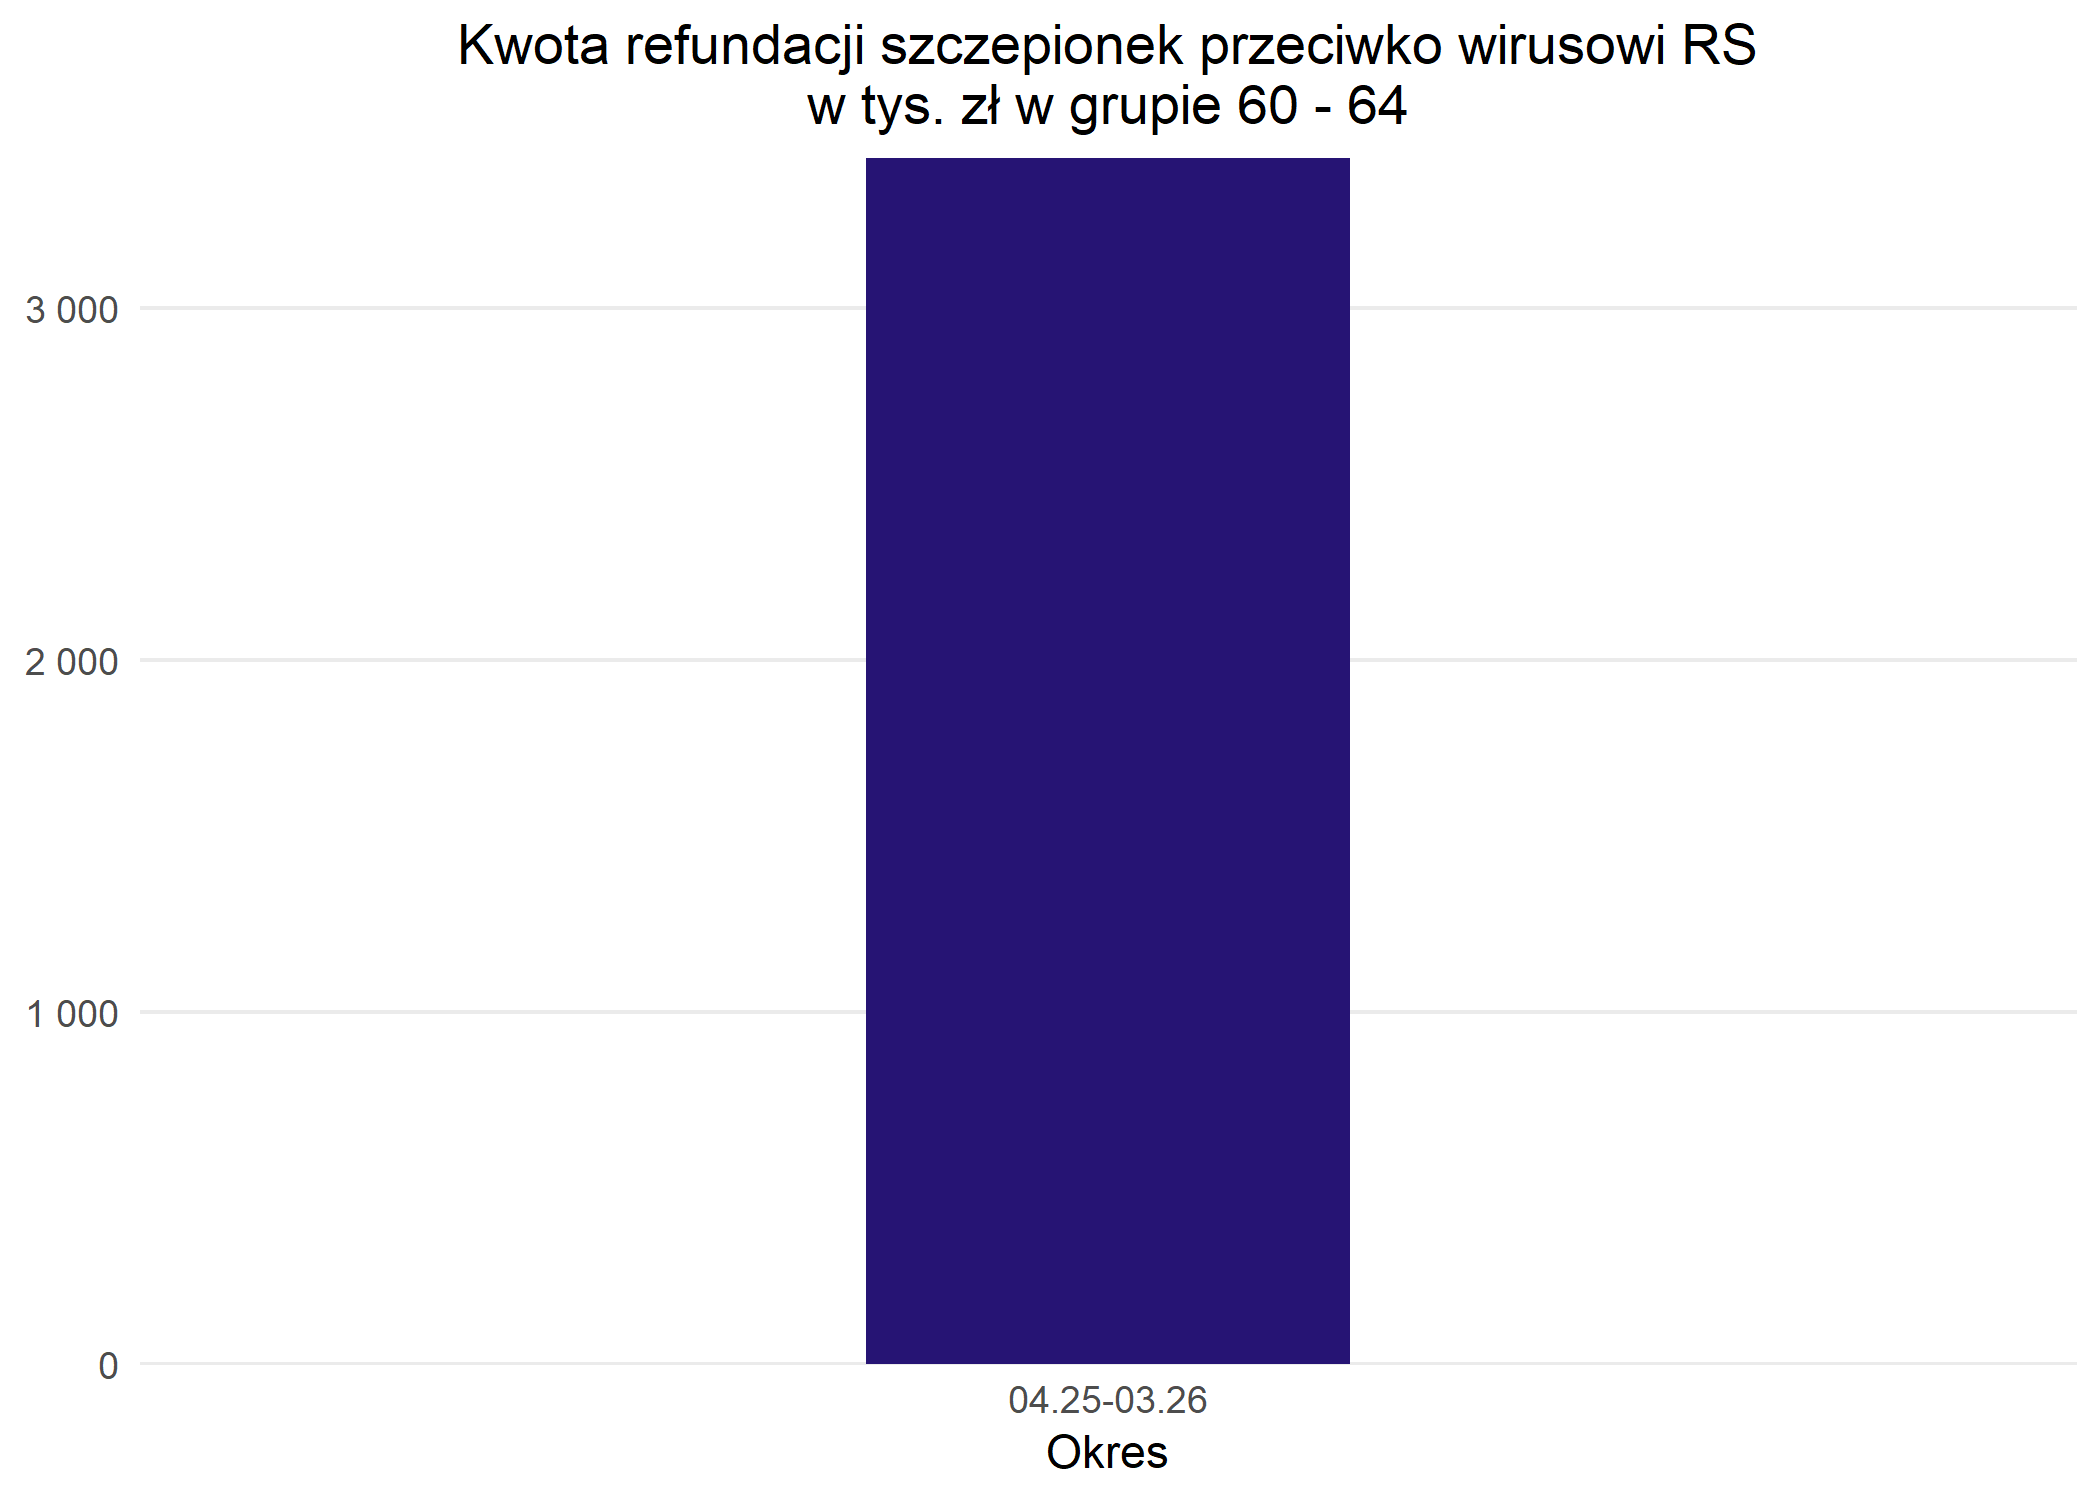 Kwota refundacji szczepionek przeciwko wirusowi RS
w tys. zł w grupie 60 - 64
3 000
2 000
1 000
0
04.25-03.26
Okres